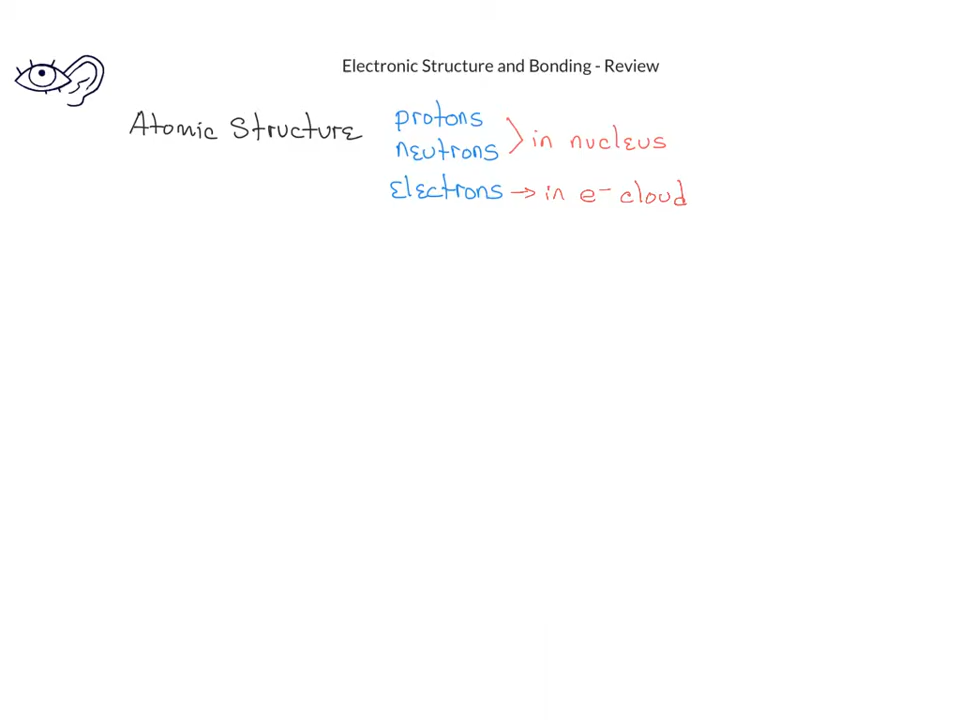 Electronic Structure and Bonding - Review
Atomic Structure
protons
neutrons
in nucleus
electrons → in e⁻ cloud